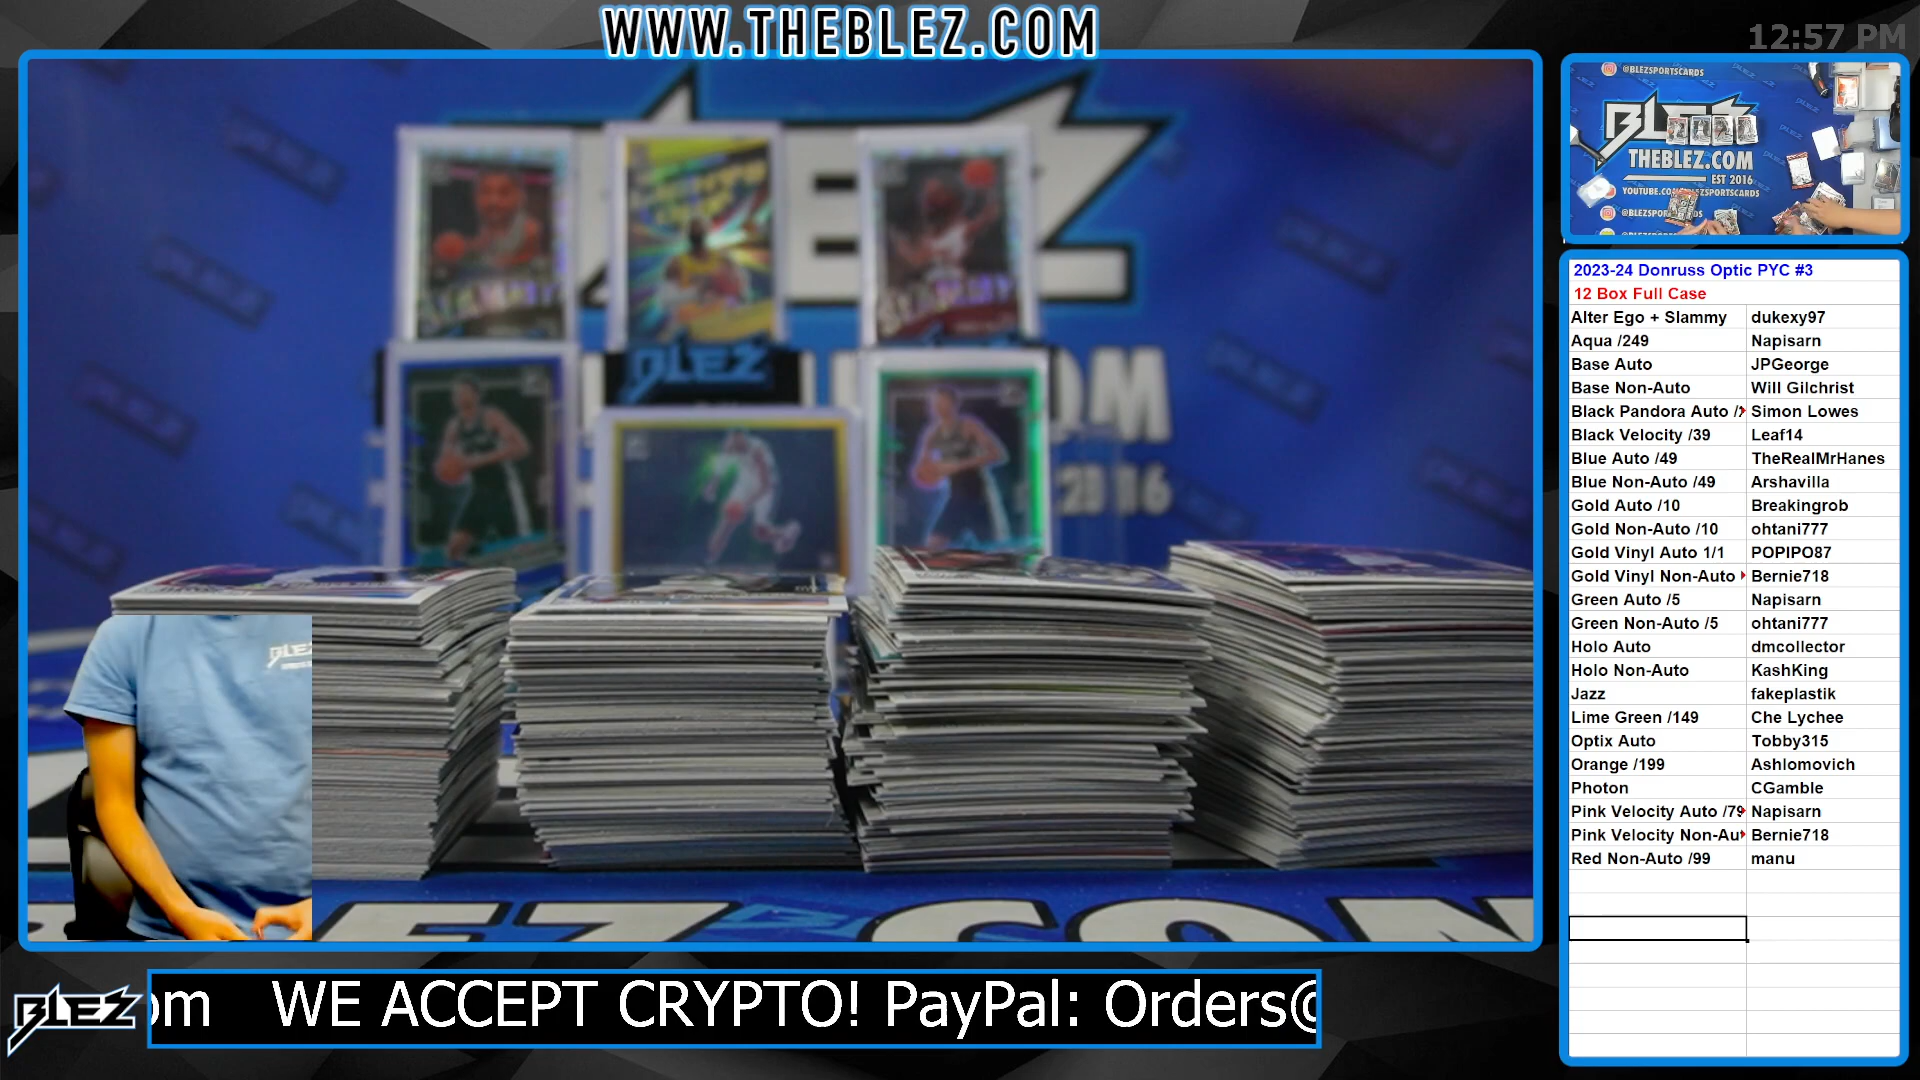 WWW.THEBLEZ.COM
12:57 PM
@BLEZSPORTSCARDS
BLEZ
THEBLEZ.COM
EST 2016
BLEZ
2023-24 Donruss Optic PYC #3
12 Box Full Case
Alter Ego + Slammy dukexy97
Aqua /249 Napisarn
Base Auto JPGeorge
Base Non-Auto Will Gilchrist
Black Pandora Auto / Simon Lowes
Black Velocity /39 Leaf14
Blue Auto /49 TheRealMrHanes
Blue Non-Auto /49 Arshavilla
Gold Auto /10 Breakingrob
Gold Non-Auto /10 ohtani777
Gold Vinyl Auto 1/1 POPIPO87
Gold Vinyl Non-Auto Bernie718
Green Auto /5 Napisarn
Green Non-Auto /5 ohtani777
Holo Auto dmcollector
Holo Non-Auto KashKing
Jazz fakeplastik
Lime Green /149 Che Lychee
Optix Auto Tobby315
Orange /199 Ashlomovich
Photon CGamble
Pink Velocity Auto /79 Napisarn
Pink Velocity Non-Au Bernie718
Red Non-Auto /99 manu
BLEZ
om WE ACCEPT CRYPTO! PayPal: Orders@